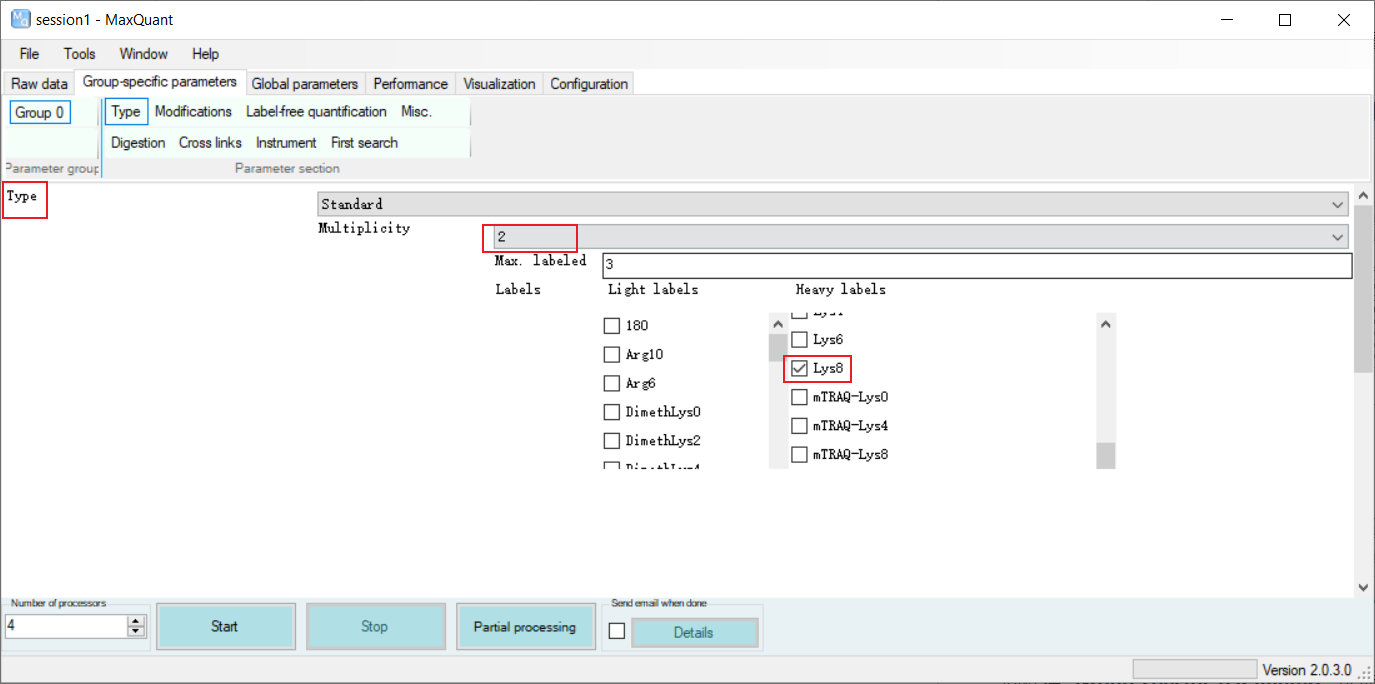 session1 - MaxQuant
File Tools Window Help
Raw data Group-specific parameters Global parameters Performance Visualization Configuration
Group 0 Type Modifications Label-free quantification Misc.
Digestion Cross links Instrument First search
Parameter group Parameter section
Type
Standard
Multiplicity
2
Max. labeled 3
Labels Light labels Heavy labels
18O
Arg10
Arg6
DimethLys0
DimethLys2
DimethLys4
Lys6
Lys8
mTRAQ-Lys0
mTRAQ-Lys4
mTRAQ-Lys8
Number of processors
4
Start
Stop
Partial processing
Send email when done
Details
Version 2.0.3.0